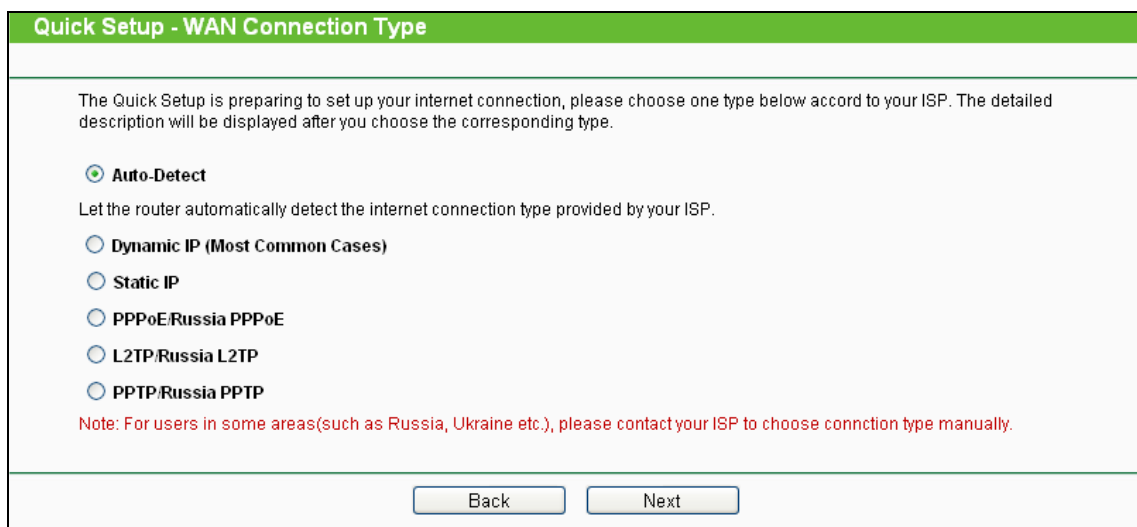 Quick Setup - WAN Connection Type
The Quick Setup is preparing to set up your internet connection, please choose one type below accord to your ISP. The detailed
description will be displayed after you choose the corresponding type.
Auto-Detect
Let the router automatically detect the internet connection type provided by your ISP.
Dynamic IP (Most Common Cases)
Static IP
PPPoE/Russia PPPoE
L2TP/Russia L2TP
PPTP/Russia PPTP
Note: For users in some areas(such as Russia, Ukraine etc.), please contact your ISP to choose connction type manually.
Back Next